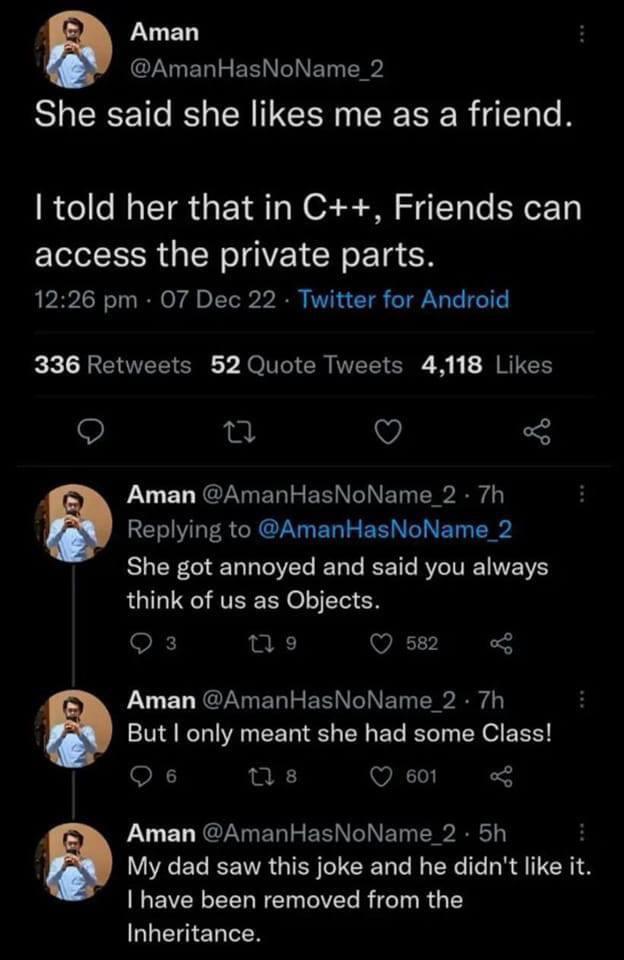 Aman
@AmanHasNoName_2
She said she likes me as a friend.
I told her that in C++, Friends can
access the private parts.
12:26 pm · 07 Dec 22 · Twitter for Android
336 Retweets 52 Quote Tweets 4,118 Likes
Aman @AmanHasNoName_2 · 7h
Replying to @AmanHasNoName_2
She got annoyed and said you always
think of us as Objects.
3 9 582
Aman @AmanHasNoName_2 · 7h
But I only meant she had some Class!
6 8 601
Aman @AmanHasNoName_2 · 5h
My dad saw this joke and he didn't like it.
I have been removed from the
Inheritance.